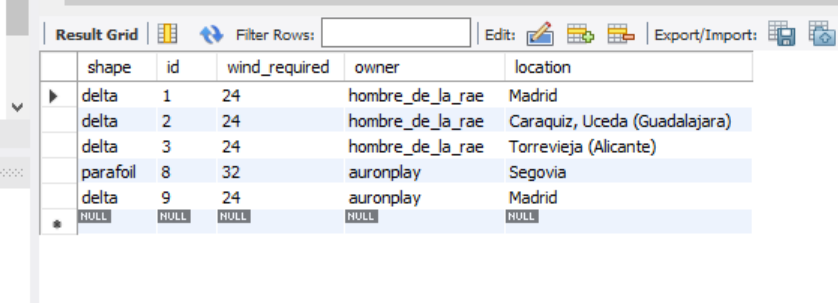 Result Grid Filter Rows: Edit: Export/Import:
shape id wind_required owner location
delta 1 24 hombre_de_la_rae Madrid
delta 2 24 hombre_de_la_rae Caraquiz, Uceda (Guadalajara)
delta 3 24 hombre_de_la_rae Torrevieja (Alicante)
parafoil 8 32 auronplay Segovia
delta 9 24 auronplay Madrid
NULL NULL NULL NULL NULL